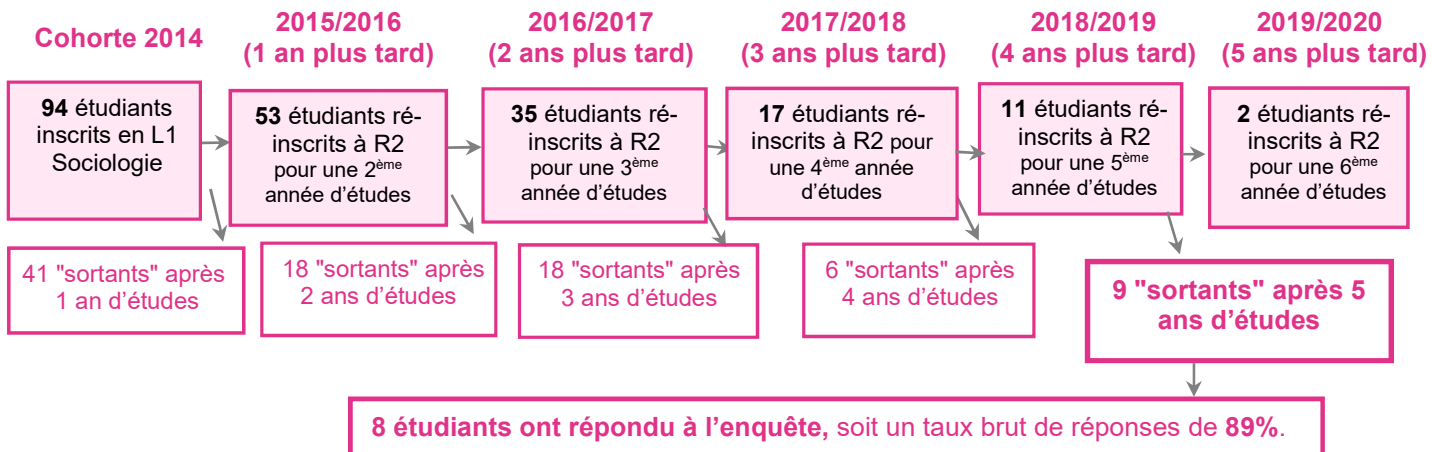 Cohorte 2014
2015/2016
(1 an plus tard)
2016/2017
(2 ans plus tard)
2017/2018
(3 ans plus tard)
2018/2019
(4 ans plus tard)
2019/2020
(5 ans plus tard)
94 étudiants
inscrits en L1
Sociologie
53 étudiants ré-
inscrits à R2
pour une 2ème
année d'études
35 étudiants ré-
inscrits à R2
pour une 3ème
année d'études
17 étudiants ré-
inscrits à R2 pour
une 4ème année
d'études
11 étudiants ré-
inscrits à R2
pour une 5ème
année d'études
2 étudiants ré-
inscrits à R2
pour une 6ème
année d'études
41 "sortants" après
1 an d'études
18 "sortants" après
2 ans d'études
18 "sortants" après
3 ans d'études
6 "sortants" après
4 ans d'études
9 "sortants" après 5
ans d'études
8 étudiants ont répondu à l'enquête, soit un taux brut de réponses de 89%.